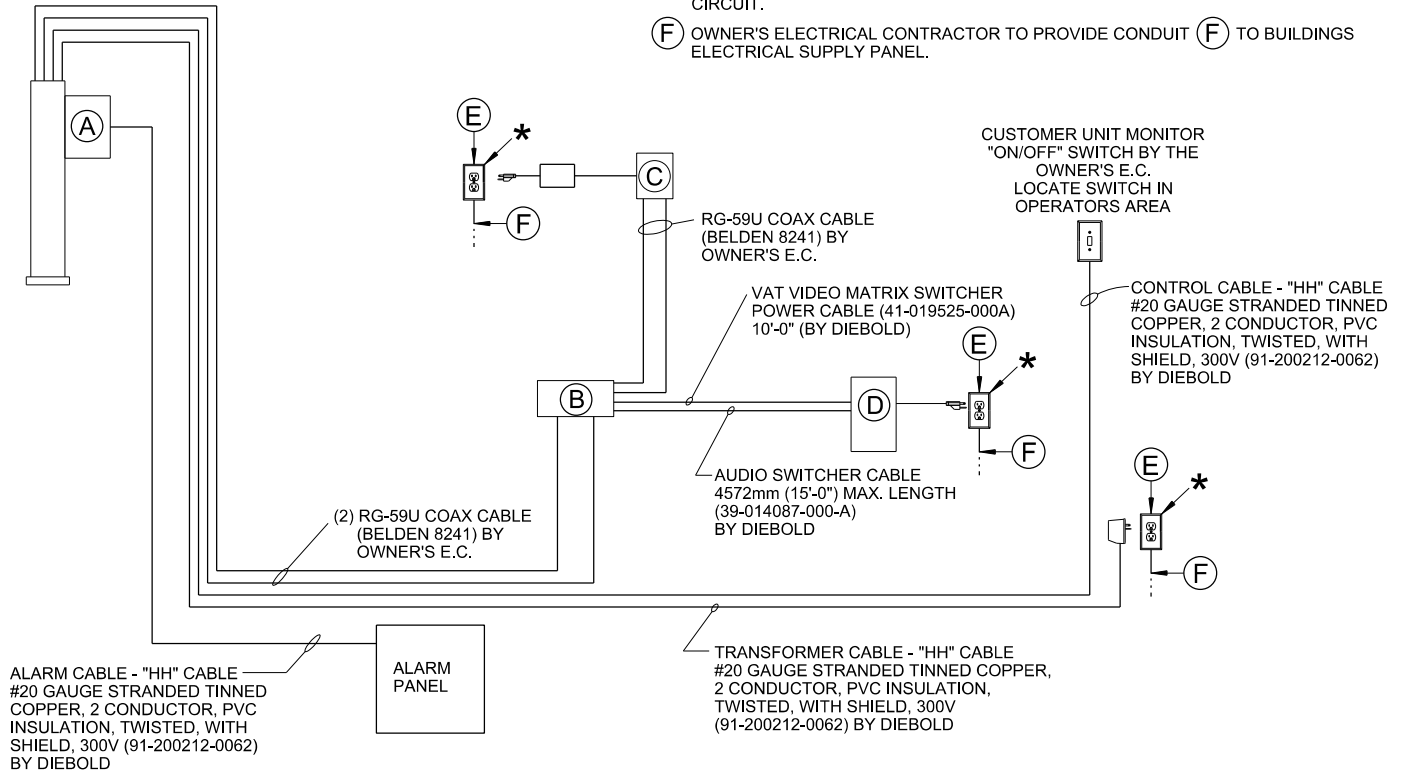 CIRCUIT.
F OWNER'S ELECTRICAL CONTRACTOR TO PROVIDE CONDUIT F TO BUILDINGS
ELECTRICAL SUPPLY PANEL.
A
E
*
C
F
CUSTOMER UNIT MONITOR
"ON/OFF" SWITCH BY THE
OWNER'S E.C.
LOCATE SWITCH IN
OPERATORS AREA
RG-59U COAX CABLE
(BELDEN 8241) BY
OWNER'S E.C.
VAT VIDEO MATRIX SWITCHER
POWER CABLE (41-019525-000A)
10'-0" (BY DIEBOLD)
CONTROL CABLE - "HH" CABLE
#20 GAUGE STRANDED TINNED
COPPER, 2 CONDUCTOR, PVC
INSULATION, TWISTED, WITH
SHIELD, 300V (91-200212-0062)
BY DIEBOLD
E
*
B
D
F
AUDIO SWITCHER CABLE
4572mm (15'-0") MAX. LENGTH
(39-014087-000-A)
BY DIEBOLD
E
*
F
(2) RG-59U COAX CABLE
(BELDEN 8241) BY
OWNER'S E.C.
ALARM CABLE - "HH" CABLE
#20 GAUGE STRANDED TINNED
COPPER, 2 CONDUCTOR, PVC
INSULATION, TWISTED, WITH
SHIELD, 300V (91-200212-0062)
BY DIEBOLD
ALARM
PANEL
TRANSFORMER CABLE - "HH" CABLE
#20 GAUGE STRANDED TINNED COPPER,
2 CONDUCTOR, PVC INSULATION,
TWISTED, WITH SHIELD, 300V
(91-200212-0062) BY DIEBOLD